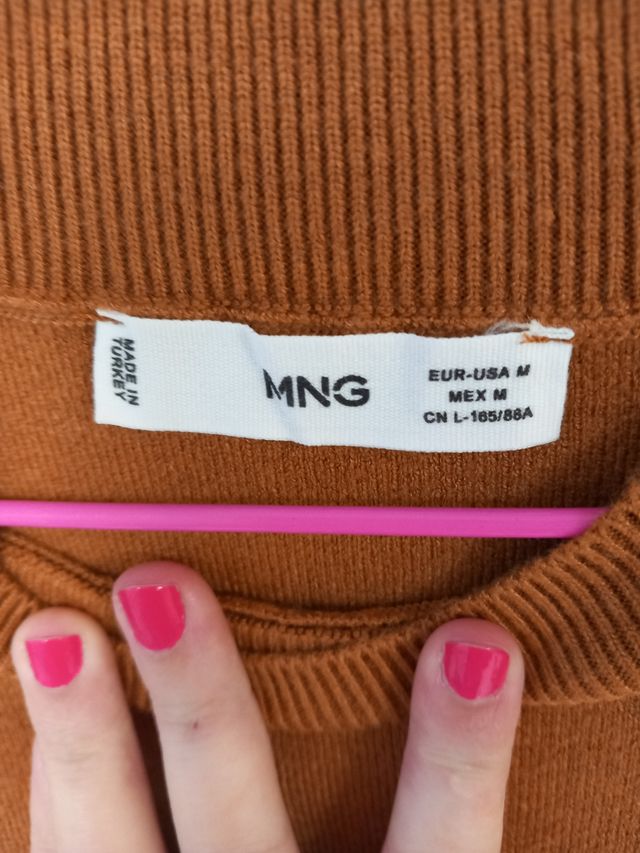 MADE IN
TURKEY
MNG
EUR-USA M
MEX M
CN L-165/88A